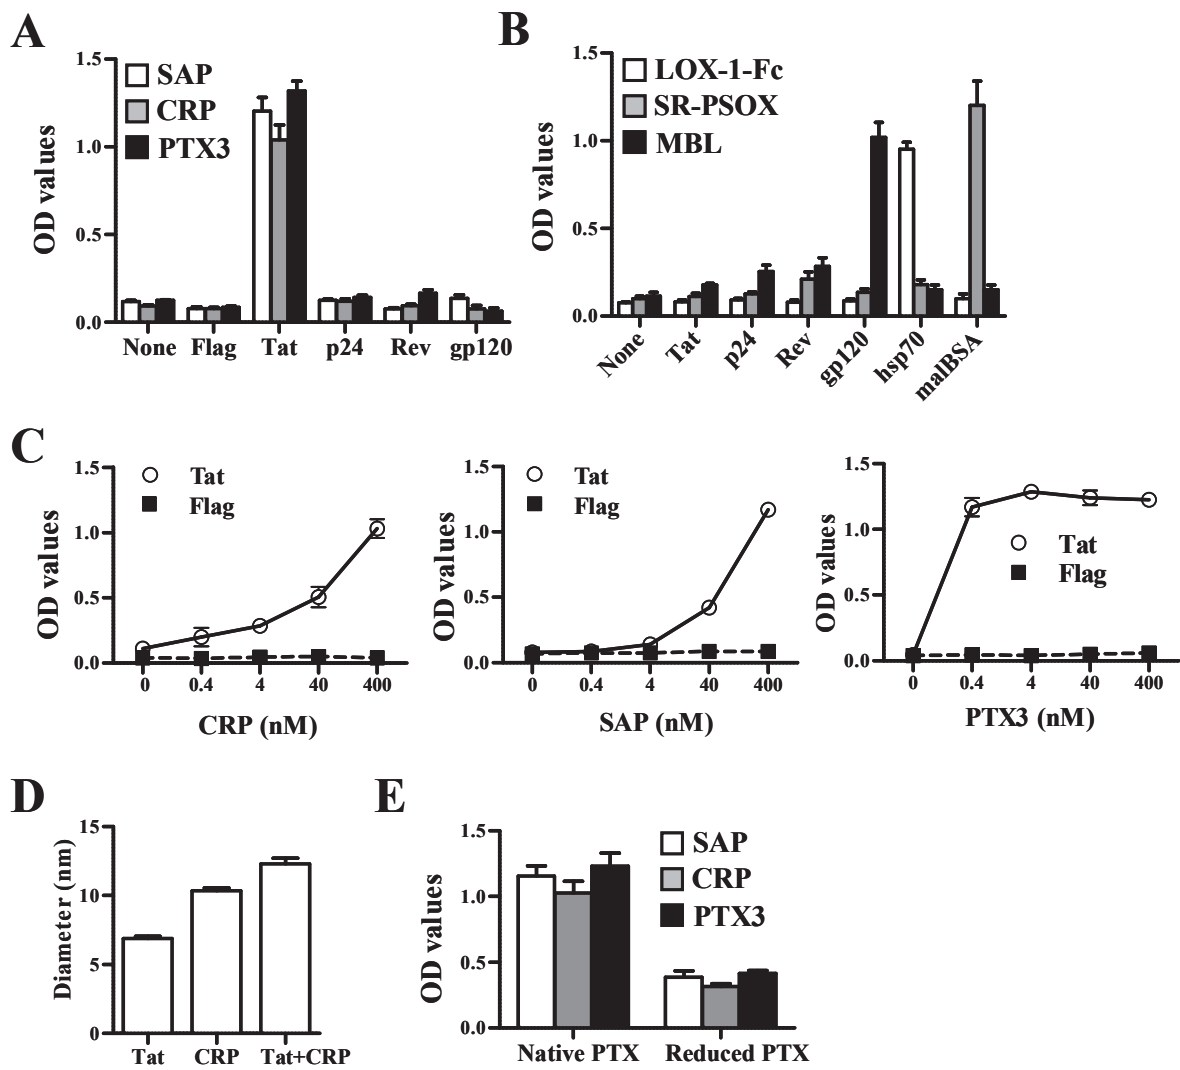 A
1.5
1.0
0.5
0.0
OD values
SAP
CRP
PTX3
None Flag Tat p24 Rev gp120
B
1.5
1.0
0.5
0.0
OD values
LOX-1-Fc
SR-PSOX
MBL
None Tat p24 Rev gp120 hsp70 malBSA
C
1.5
1.0
0.5
0.0
OD values
Tat
Flag
0 0.4 4 40 400
CRP (nM)
1.5
1.0
0.5
0.0
OD values
Tat
Flag
0 0.4 4 40 400
SAP (nM)
1.5
1.0
0.5
0.0
OD values
Tat
Flag
0 0.4 4 40 400
PTX3 (nM)
D
15
10
5
0
Diameter (nm)
Tat CRP Tat+CRP
E
1.5
1.0
0.5
0.0
OD values
SAP
CRP
PTX3
Native PTX Reduced PTX